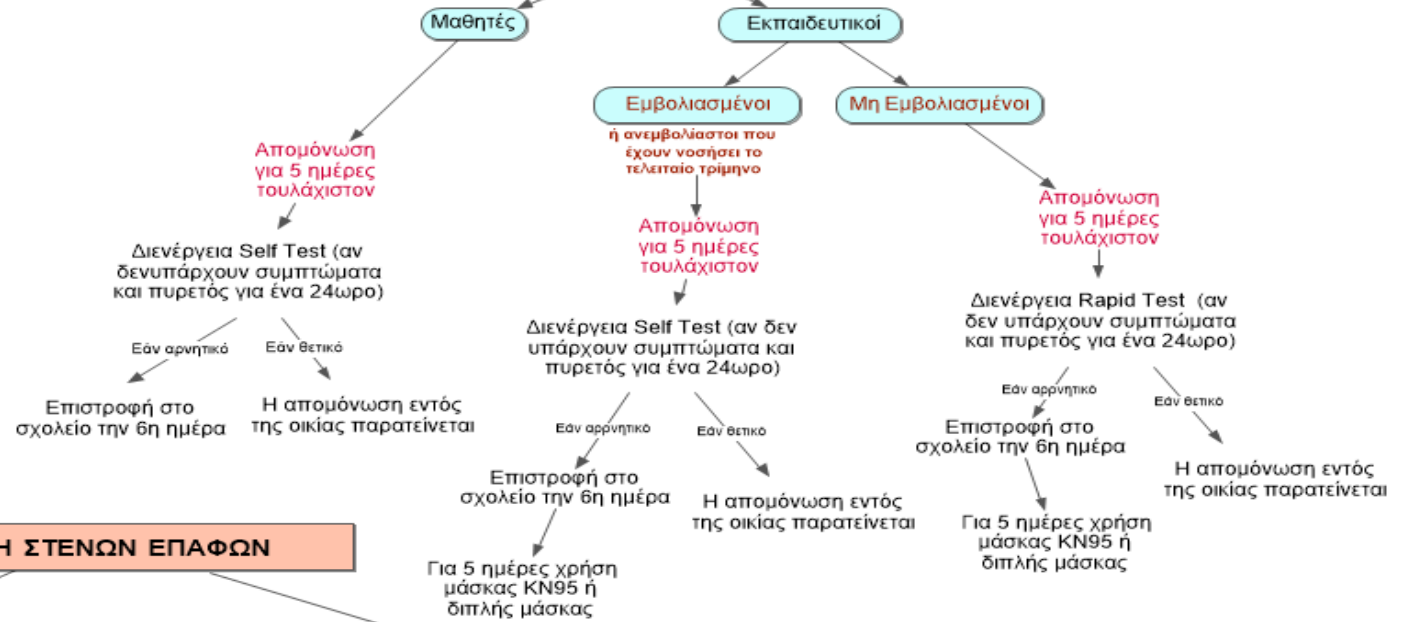 Μαθητές
Εκπαιδευτικοί
Εμβολιασμένοι
Μη Εμβολιασμένοι
ή ανεμβολίαστοι που
έχουν νοσήσει το
τελειταίο τρίμηνο
Απομόνωση
για 5 ημέρες
τουλάχιστον
Διενέργεια Self Test (αν
δενυπάρχουν συμπτώματα
και πυρετός για ένα 24ωρο)
Εάν αρνητικό
Εάν θετικό
Επιστροφή στο
σχολείο την 6η ημέρα
Η απομόνωση εντός
της οικίας παρατείνεται
Απομόνωση
για 5 ημέρες
τουλάχιστον
Διενέργεια Self Test (αν δεν
υπάρχουν συμπτώματα και
πυρετός για ένα 24ωρο)
Εάν αρρνητικό
Εάν θετικό
Επιστροφή στο
σχολείο την 6η ημέρα
Η απομόνωση εντός
της οικίας παρατείνεται
Για 5 ημέρες χρήση
μάσκας KN95 ή
διπλής μάσκας
Απομόνωση
για 5 ημέρες
τουλάχιστον
Διενέργεια Rapid Test (αν
δεν υπάρχουν συμπτώματα
και πυρετός για ένα 24ωρο)
Εάν αρρνητικό
Εάν θετικό
Επιστροφή στο
σχολείο την 6η ημέρα
Η απομόνωση εντός
της οικίας παρατείνεται
Για 5 ημέρες χρήση
μάσκας KN95 ή
διπλής μάσκας
Η ΣΤΕΝΩΝ ΕΠΑΦΩΝ